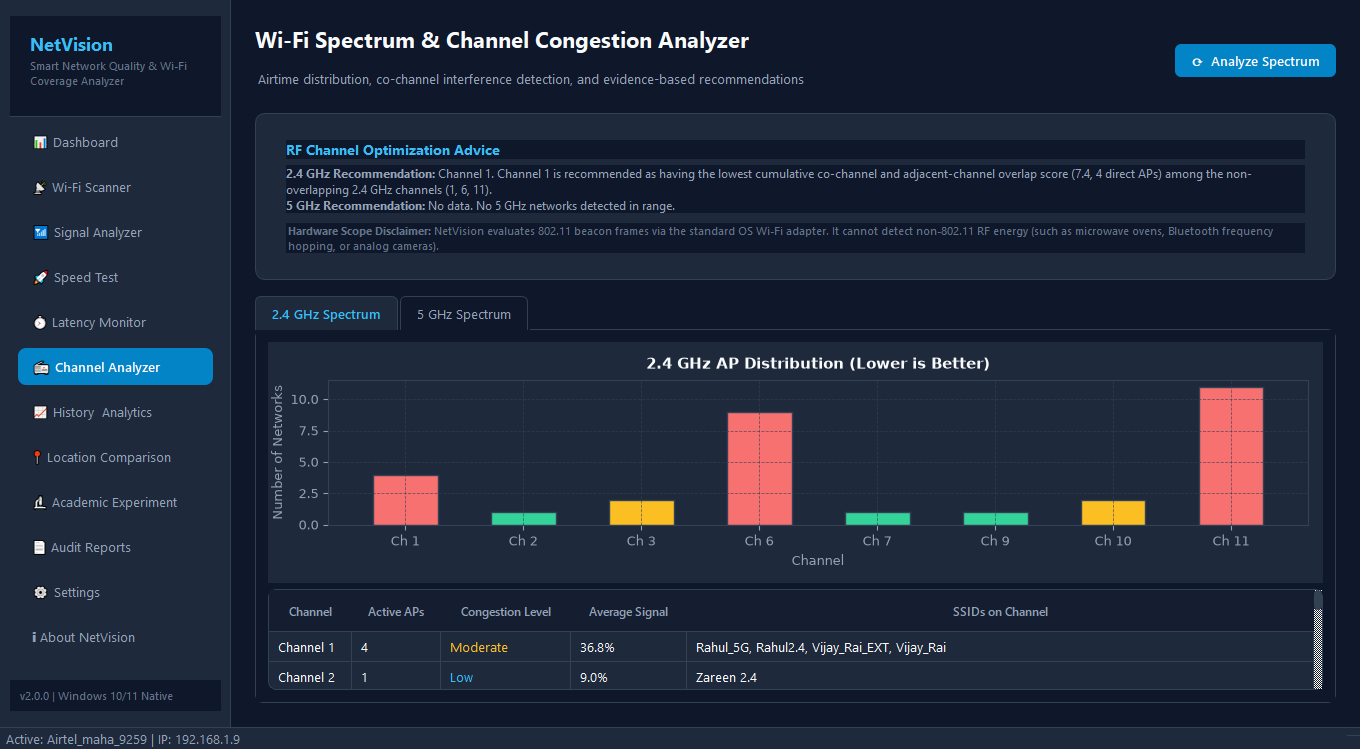 NetVision
Smart Network Quality & Wi-Fi
Coverage Analyzer
Dashboard
Wi-Fi Scanner
Signal Analyzer
Speed Test
Latency Monitor
Channel Analyzer
History Analytics
Location Comparison
Academic Experiment
Audit Reports
Settings
About NetVision
v2.0.0 | Windows 10/11 Native
Wi-Fi Spectrum & Channel Congestion Analyzer
Airtime distribution, co-channel interference detection, and evidence-based recommendations
Analyze Spectrum
RF Channel Optimization Advice
2.4 GHz Recommendation: Channel 1. Channel 1 is recommended as having the lowest cumulative co-channel and adjacent-channel overlap score (7.4, 4 direct APs) among the non-
overlapping 2.4 GHz channels (1, 6, 11).
5 GHz Recommendation: No data. No 5 GHz networks detected in range.
Hardware Scope Disclaimer: NetVision evaluates 802.11 beacon frames via the standard OS Wi-Fi adapter. It cannot detect non-802.11 RF energy (such as microwave ovens, Bluetooth frequency
hopping, or analog cameras).
2.4 GHz Spectrum
5 GHz Spectrum
2.4 GHz AP Distribution (Lower is Better)
Number of Networks
10.0
7.5
5.0
2.5
0.0
Ch 1 Ch 2 Ch 3 Ch 6 Ch 7 Ch 9 Ch 10 Ch 11
Channel
Channel Active APs Congestion Level Average Signal SSIDs on Channel
Channel 1 4 Moderate 36.8% Rahul_5G, Rahul2.4, Vijay_Rai_EXT, Vijay_Rai
Channel 2 1 Low 9.0% Zareen 2.4
Active: Airtel_maha_9259 | IP: 192.168.1.9